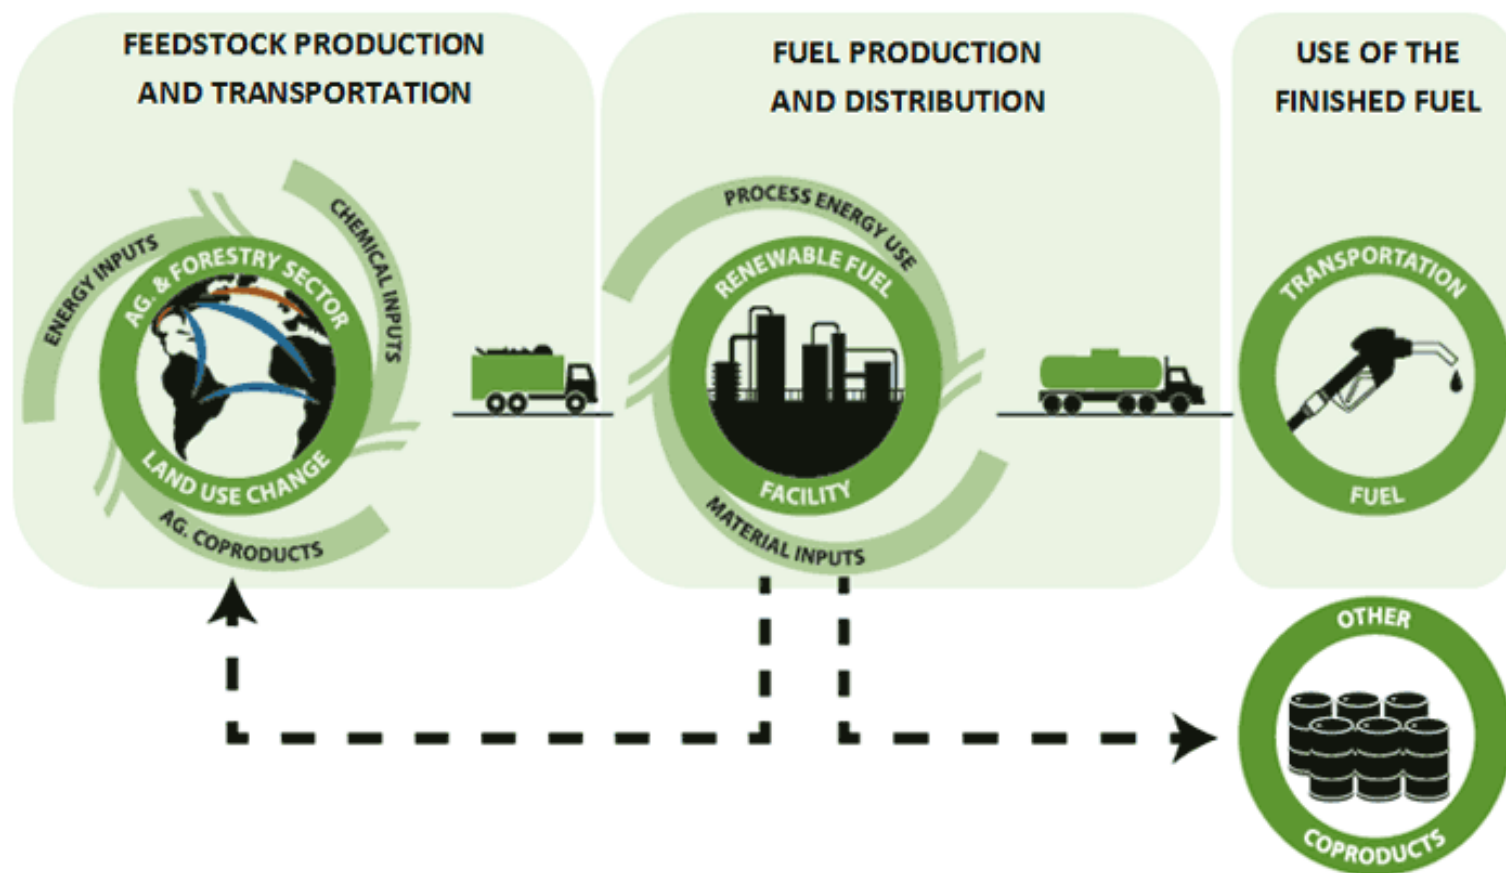 FEEDSTOCK PRODUCTION
AND TRANSPORTATION
ENERGY INPUTS
CHEMICAL INPUTS
AG. & FORESTRY SECTOR
LAND USE CHANGE
AG. COPRODUCTS
FUEL PRODUCTION
AND DISTRIBUTION
PROCESS ENERGY USE
RENEWABLE FUEL
FACILITY
MATERIAL INPUTS
USE OF THE
FINISHED FUEL
TRANSPORTATION
FUEL
OTHER
COPRODUCTS